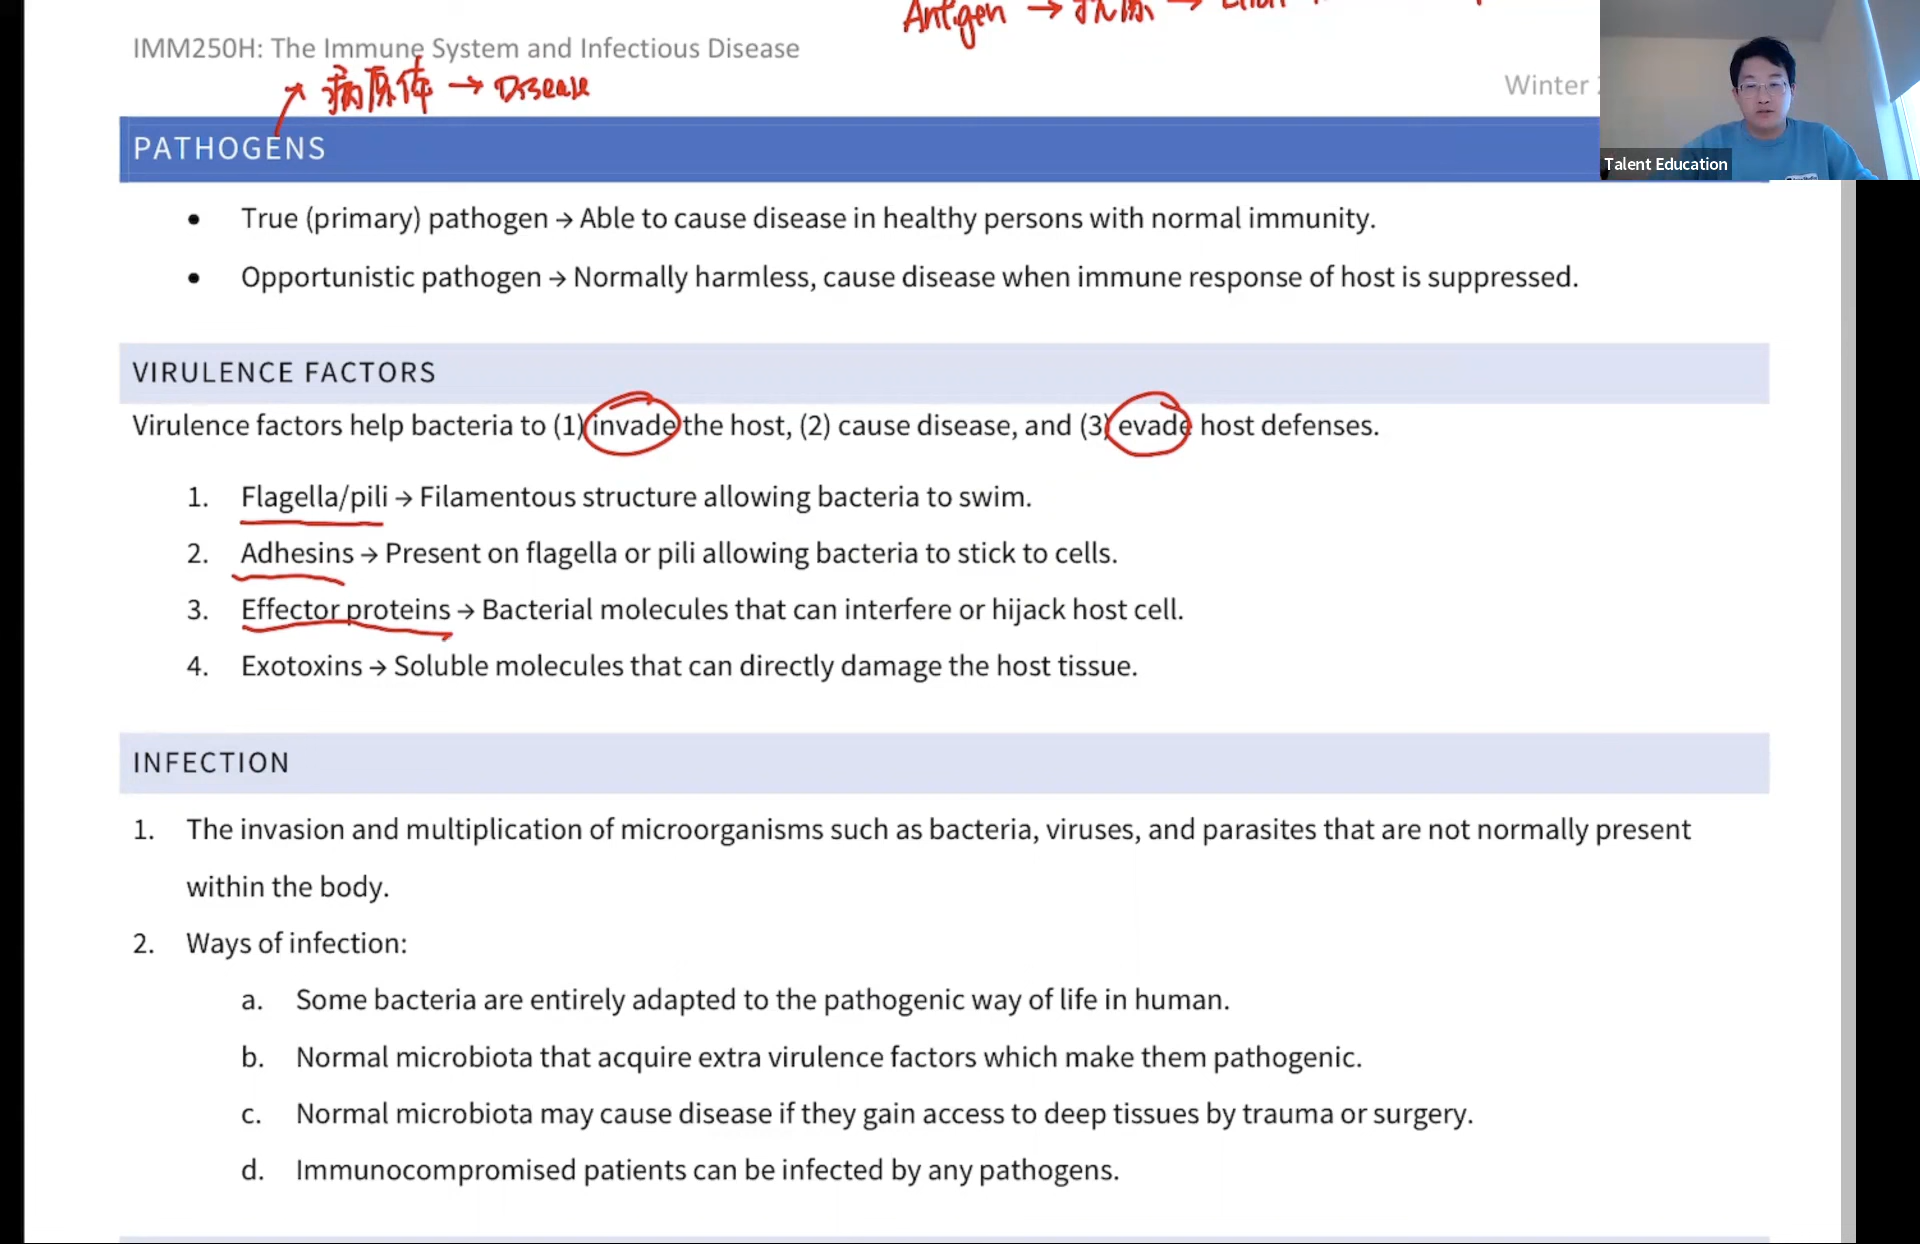 Antigen → 抗原 →
IMM250H: The Immune System and Infectious Disease
病原体 → Disease
Winter
Talent Education
PATHOGENS
• True (primary) pathogen → Able to cause disease in healthy persons with normal immunity.
• Opportunistic pathogen → Normally harmless, cause disease when immune response of host is suppressed.
VIRULENCE FACTORS
Virulence factors help bacteria to (1) invade the host, (2) cause disease, and (3) evade host defenses.
1. Flagella/pili → Filamentous structure allowing bacteria to swim.
2. Adhesins → Present on flagella or pili allowing bacteria to stick to cells.
3. Effector proteins → Bacterial molecules that can interfere or hijack host cell.
4. Exotoxins → Soluble molecules that can directly damage the host tissue.
INFECTION
1. The invasion and multiplication of microorganisms such as bacteria, viruses, and parasites that are not normally present
within the body.
2. Ways of infection:
a. Some bacteria are entirely adapted to the pathogenic way of life in human.
b. Normal microbiota that acquire extra virulence factors which make them pathogenic.
c. Normal microbiota may cause disease if they gain access to deep tissues by trauma or surgery.
d. Immunocompromised patients can be infected by any pathogens.